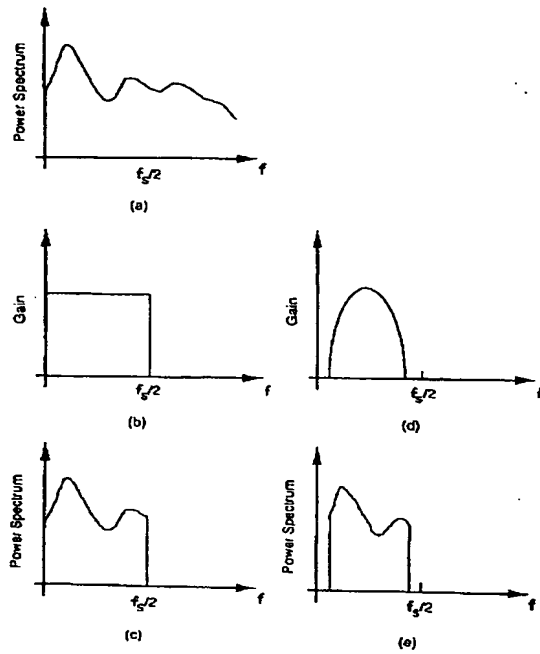 Power Spectrum
f_s/2
f
(a)
Gain
f_s/2
f
(b)
Gain
f_s/2
f
(d)
Power Spectrum
f_s/2
f
(c)
Power Spectrum
f_s/2
f
(e)